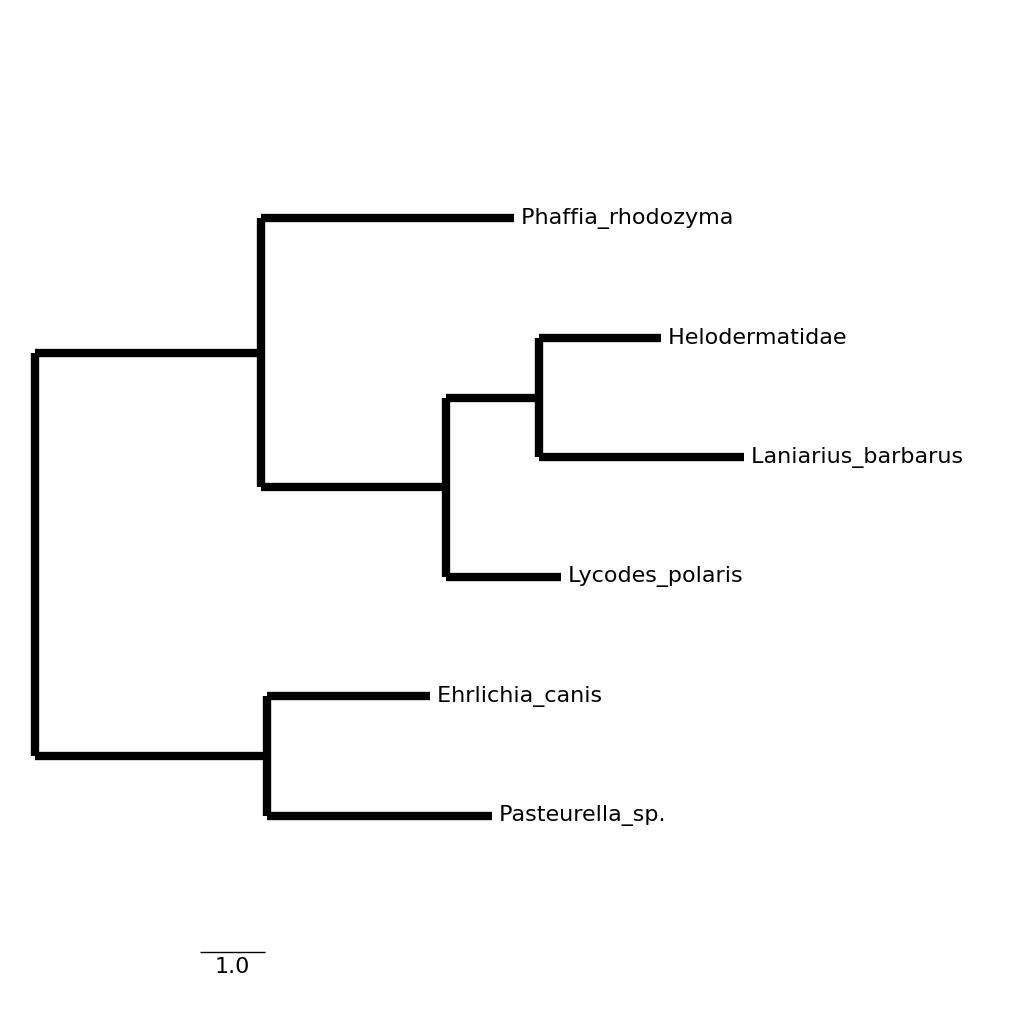 Phaffia_rhodozyma
Helodermatidae
Laniarius_barbarus
Lycodes_polaris
Ehrlichia_canis
Pasteurella_sp.
1.0